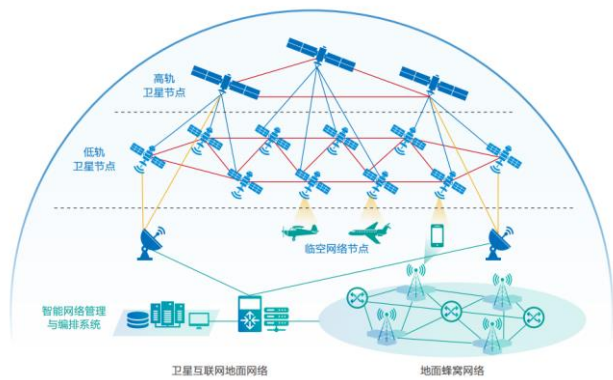 高轨
卫星节点
低轨
卫星节点
临空网络节点
智能网络管理
与编排系统
卫星互联网地面网络
地面蜂窝网络